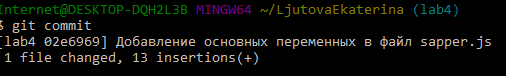 Internet@DESKTOP-DQH2L3B MINGW64 ~/LjutovaEkaterina (lab4)
$ git commit
[lab4 02e6969] Добавление основных переменных в файл sapper.js
1 file changed, 13 insertions(+)